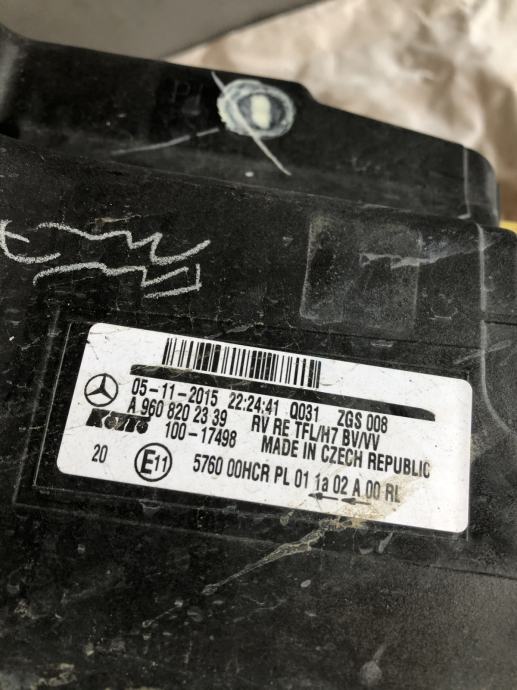 05-11-2015 22:24:41 Q031 ZGS 008
A 960 820 23 39 RV RE TFL/H7 BV/VV
100-17498 MADE IN CZECH REPUBLIC
20 E11 5760 00HCR PL 01 1a 02 A 00 RL